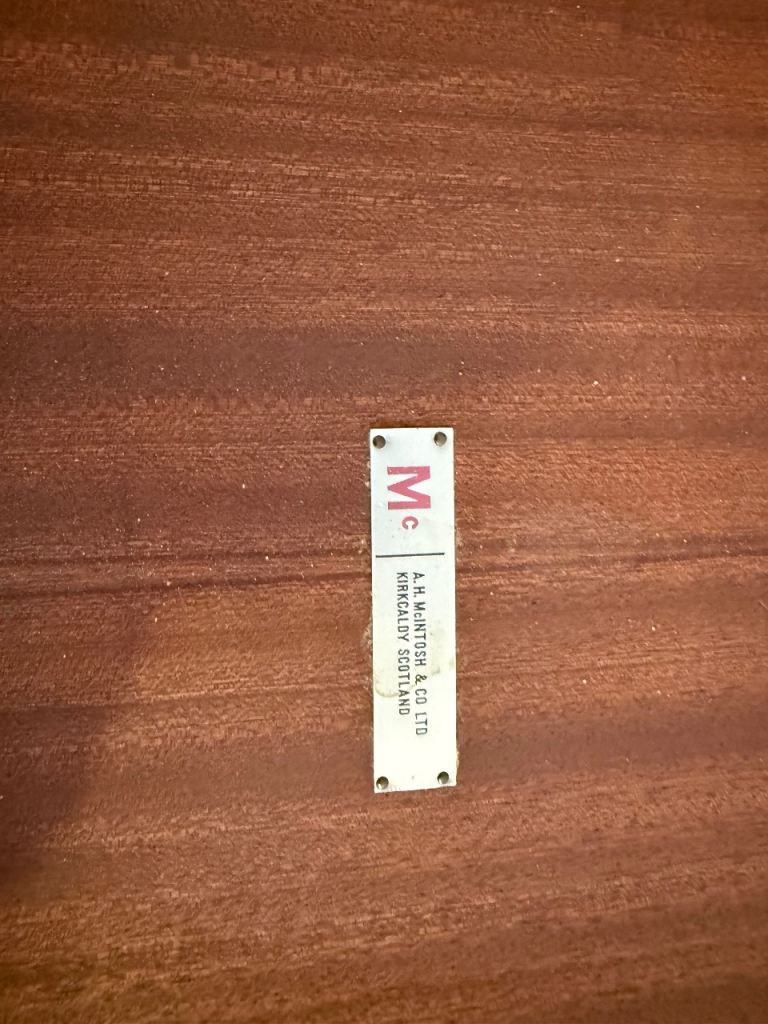 Mc
A. H. McINTOSH & CO LTD
KIRKCALDY SCOTLAND